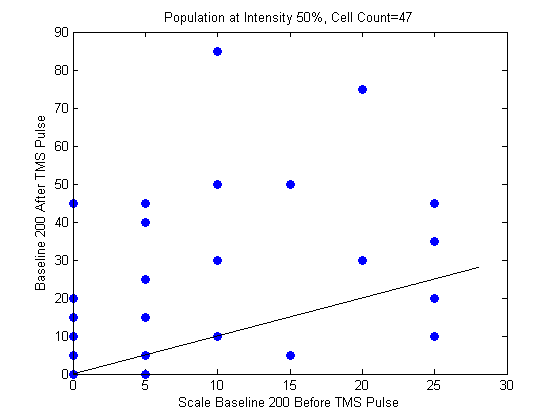 Population at Intensity 50%, Cell Count=47
90
80
70
60
50
40
30
20
10
0
Baseline 200 After TMS Pulse
0 5 10 15 20 25 30
Scale Baseline 200 Before TMS Pulse